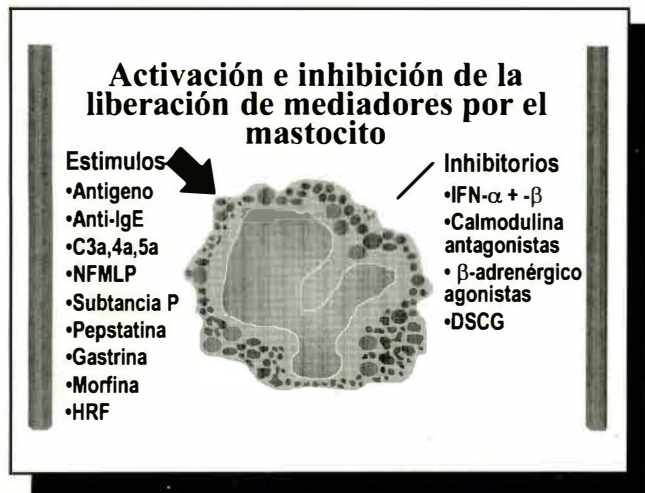 Activación e inhibición de la
liberación de mediadores por el
mastocito
Estimulos
•Antigeno
•Anti-IgE
•C3a,4a,5a
•NFMLP
•Subtancia P
•Pepstatina
•Gastrina
•Morfina
•HRF
Inhibitorios
•IFN-α + -β
•Calmodulina
antagonistas
• β-adrenérgico
agonistas
•DSCG